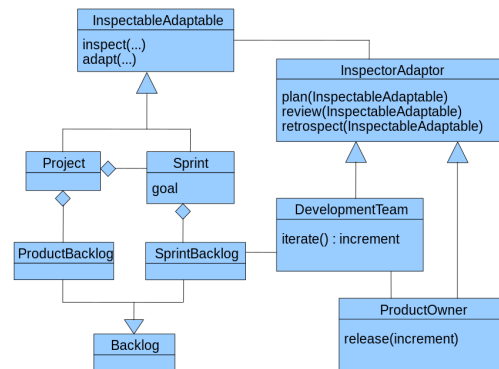 InspectableAdaptable
inspect(...)
adapt(...)
InspectorAdaptor
plan(InspectableAdaptable)
review(InspectableAdaptable)
retrospect(InspectableAdaptable)
Project
Sprint
goal
DevelopmentTeam
iterate() : increment
ProductBacklog
SprintBacklog
ProductOwner
release(increment)
Backlog